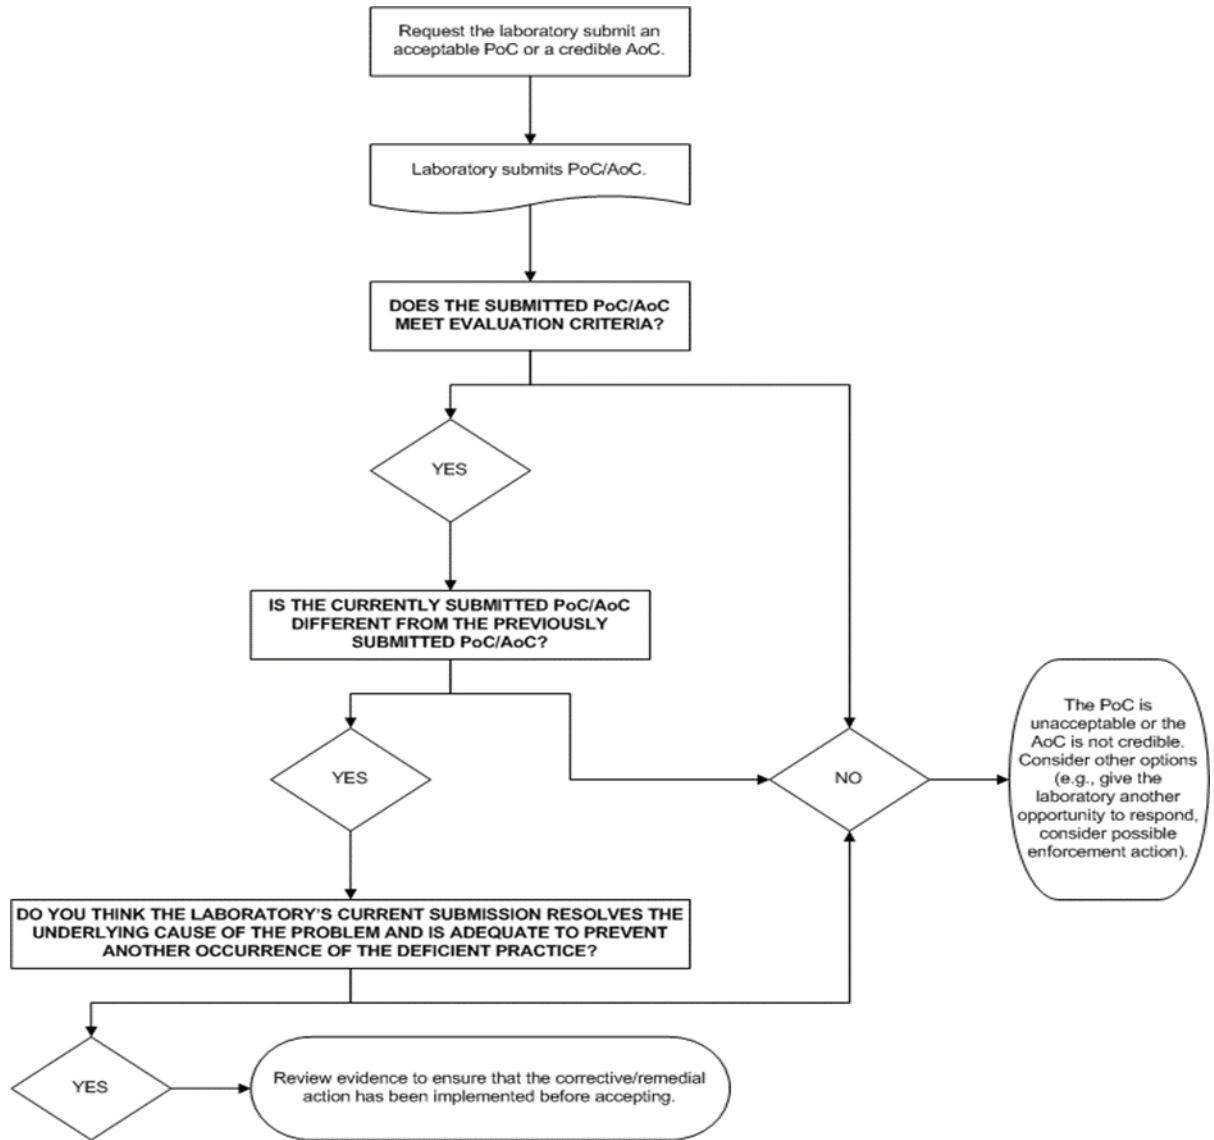 Request the laboratory submit an
acceptable PoC or a credible AoC.
Laboratory submits PoC/AoC.
DOES THE SUBMITTED PoC/AoC
MEET EVALUATION CRITERIA?
YES
IS THE CURRENTLY SUBMITTED PoC/AoC
DIFFERENT FROM THE PREVIOUSLY
SUBMITTED PoC/AoC?
YES
NO
The PoC is
unacceptable or the
AoC is not credible.
Consider other options
(e.g., give the
laboratory another
opportunity to respond,
consider possible
enforcement action).
DO YOU THINK THE LABORATORY'S CURRENT SUBMISSION RESOLVES THE
UNDERLYING CAUSE OF THE PROBLEM AND IS ADEQUATE TO PREVENT
ANOTHER OCCURRENCE OF THE DEFICIENT PRACTICE?
YES
Review evidence to ensure that the corrective/remedial
action has been implemented before accepting.